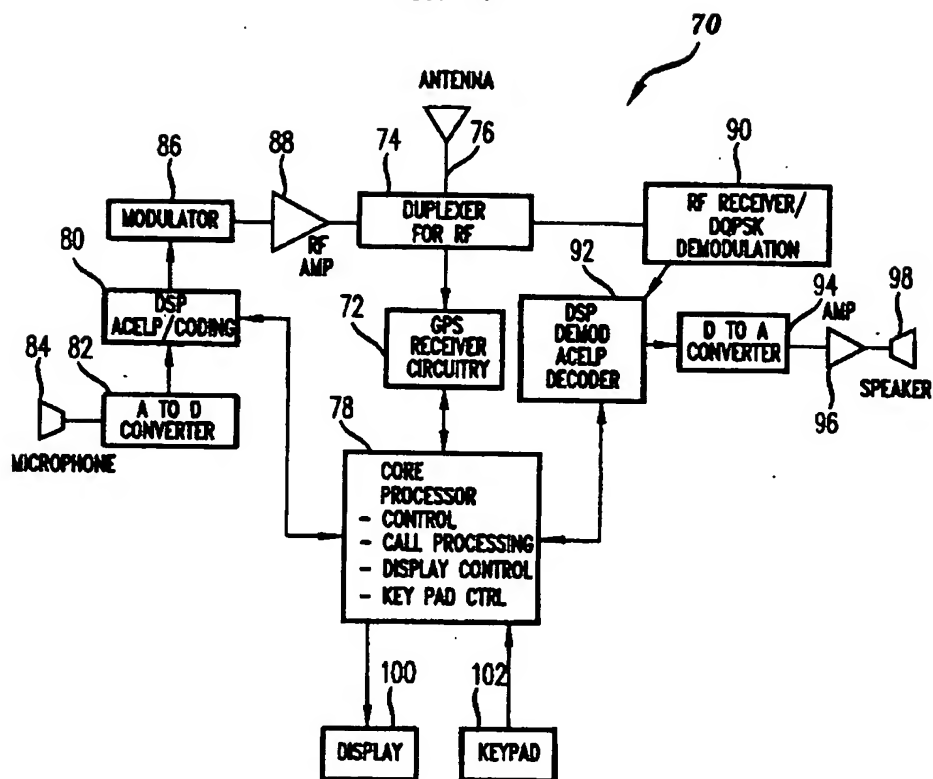 70
ANTENNA
86
88
74
76
90
MODULATOR
RF
AMP
DUPLEXER
FOR RF
RF RECEIVER/
DQPSK
DEMODULATION
80
DSP
ACELP/CODING
72
GPS
RECEIVER
CIRCUITRY
92
DSP
DEMOD
ACELP
DECODER
94
D TO A
CONVERTER
AMP
96
98
SPEAKER
84
MICROPHONE
82
A TO D
CONVERTER
78
CORE
PROCESSOR
- CONTROL
- CALL PROCESSING
- DISPLAY CONTROL
- KEY PAD CTRL
100
DISPLAY
102
KEYPAD